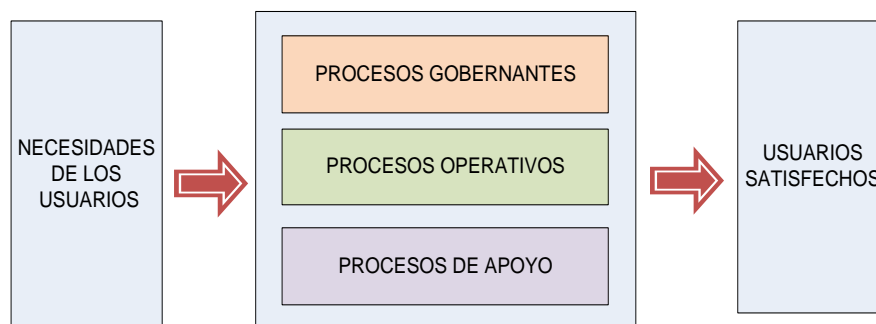 NECESIDADES
DE LOS
USUARIOS
PROCESOS GOBERNANTES
PROCESOS OPERATIVOS
PROCESOS DE APOYO
USUARIOS
SATISFECHOS